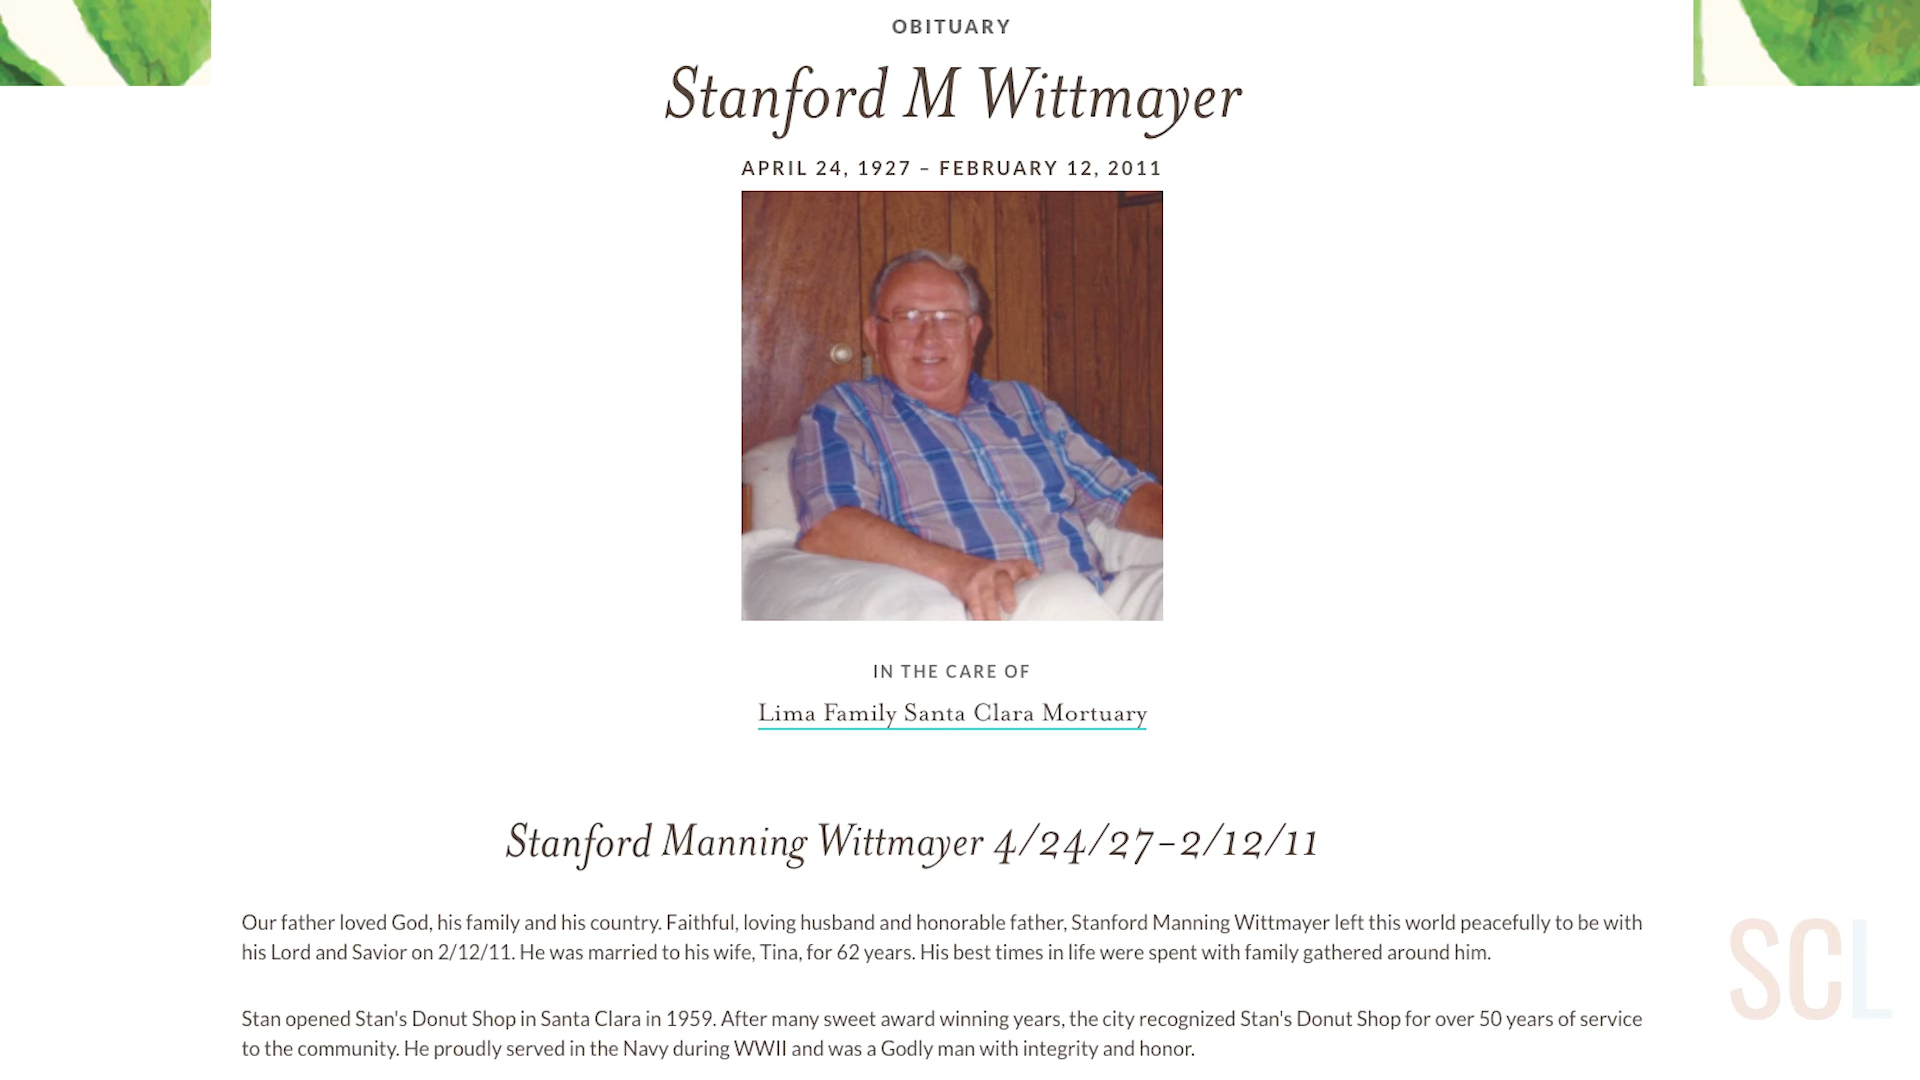 OBITUARY
Stanford M Wittmayer
APRIL 24, 1927 – FEBRUARY 12, 2011
IN THE CARE OF
Lima Family Santa Clara Mortuary
Stanford Manning Wittmayer 4/24/27–2/12/11
Our father loved God, his family and his country. Faithful, loving husband and honorable father, Stanford Manning Wittmayer left this world peacefully to be with
his Lord and Savior on 2/12/11. He was married to his wife, Tina, for 62 years. His best times in life were spent with family gathered around him.
Stan opened Stan's Donut Shop in Santa Clara in 1959. After many sweet award winning years, the city recognized Stan's Donut Shop for over 50 years of service
to the community. He proudly served in the Navy during WWII and was a Godly man with integrity and honor.
SCL